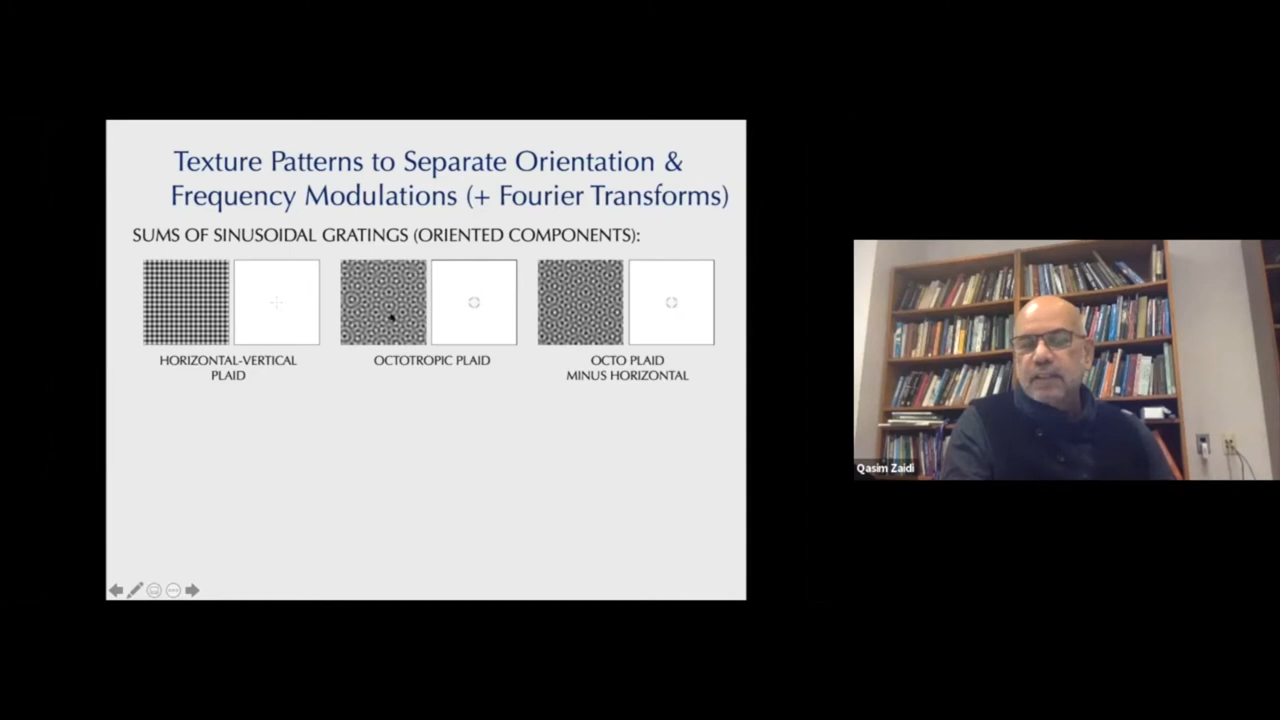 Texture Patterns to Separate Orientation &
Frequency Modulations (+ Fourier Transforms)
SUMS OF SINUSOIDAL GRATINGS (ORIENTED COMPONENTS):
HORIZONTAL-VERTICAL
PLAID
OCTOTROPIC PLAID
OCTO PLAID
MINUS HORIZONTAL
Qasim Zaidi